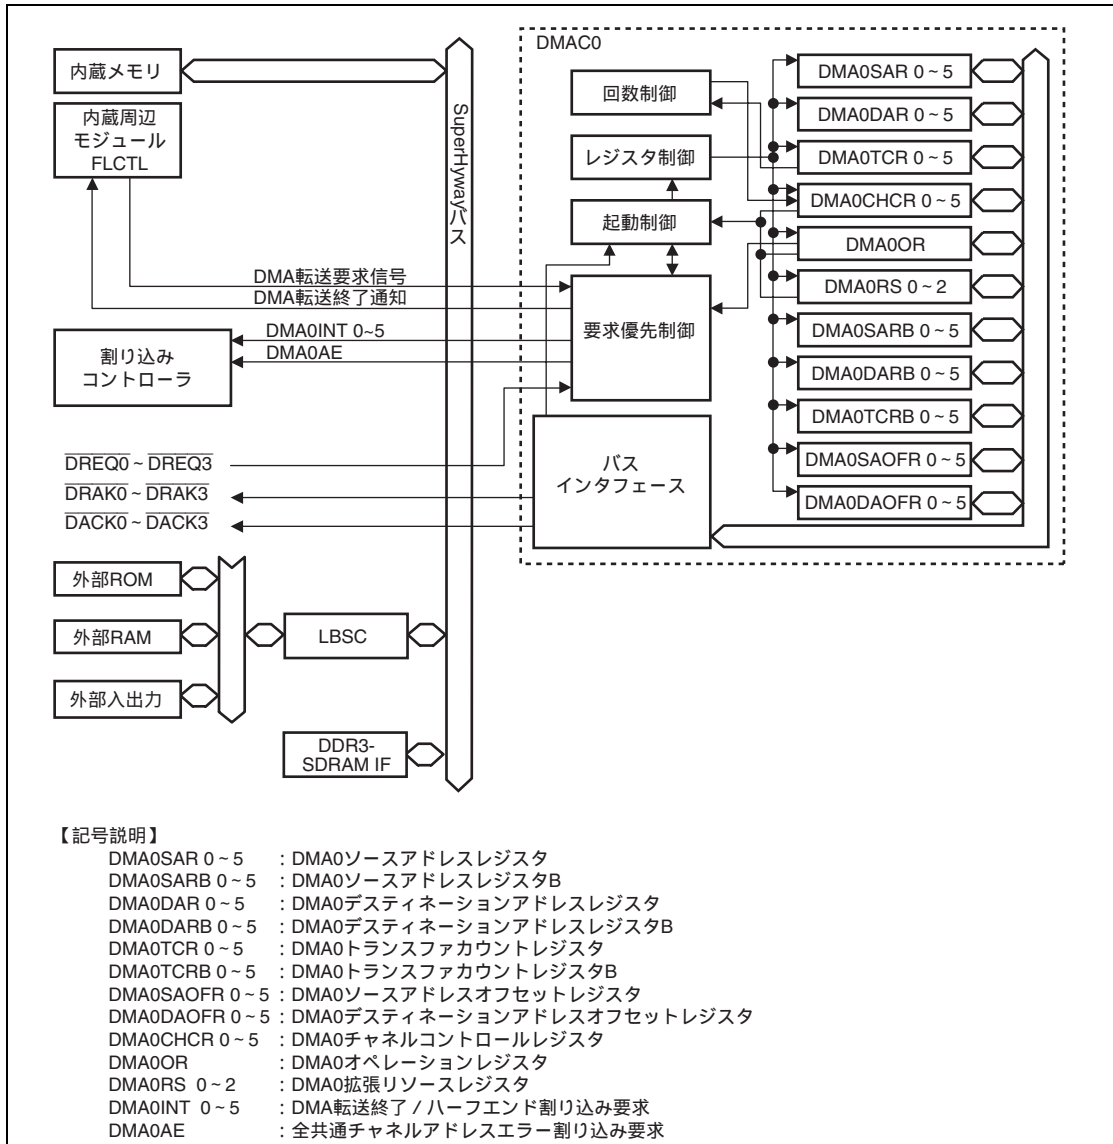 DMAC0
内蔵メモリ
内蔵周辺
モジュール
FLCTL
SuperHywayバス
回数制御
レジスタ制御
起動制御
要求優先制御
バス
インタフェース
DMA0SAR 0~5
DMA0DAR 0~5
DMA0TCR 0~5
DMA0CHCR 0~5
DMA0OR
DMA0RS 0~2
DMA0SARB 0~5
DMA0DARB 0~5
DMA0TCRB 0~5
DMA0SAOFR 0~5
DMA0DAOFR 0~5
DMA転送要求信号
DMA転送終了通知
DMA0INT 0~5
DMA0AE
割り込み
コントローラ
DREQ0~DREQ3
DRAK0~DRAK3
DACK0~DACK3
外部ROM
外部RAM
外部入出力
LBSC
DDR3-
SDRAM IF
【記号説明】
DMA0SAR 0~5 :DMA0ソースアドレスレジスタ
DMA0SARB 0~5 :DMA0ソースアドレスレジスタB
DMA0DAR 0~5 :DMA0デスティネーションアドレスレジスタ
DMA0DARB 0~5 :DMA0デスティネーションアドレスレジスタB
DMA0TCR 0~5 :DMA0トランスファカウントレジスタ
DMA0TCRB 0~5 :DMA0トランスファカウントレジスタB
DMA0SAOFR 0~5:DMA0ソースアドレスオフセットレジスタ
DMA0DAOFR 0~5:DMA0デスティネーションアドレスオフセットレジスタ
DMA0CHCR 0~5 :DMA0チャネルコントロールレジスタ
DMA0OR :DMA0オペレーションレジスタ
DMA0RS 0~2 :DMA0拡張リソースレジスタ
DMA0INT 0~5 :DMA転送終了/ハーフエンド割り込み要求
DMA0AE :全共通チャネルアドレスエラー割り込み要求